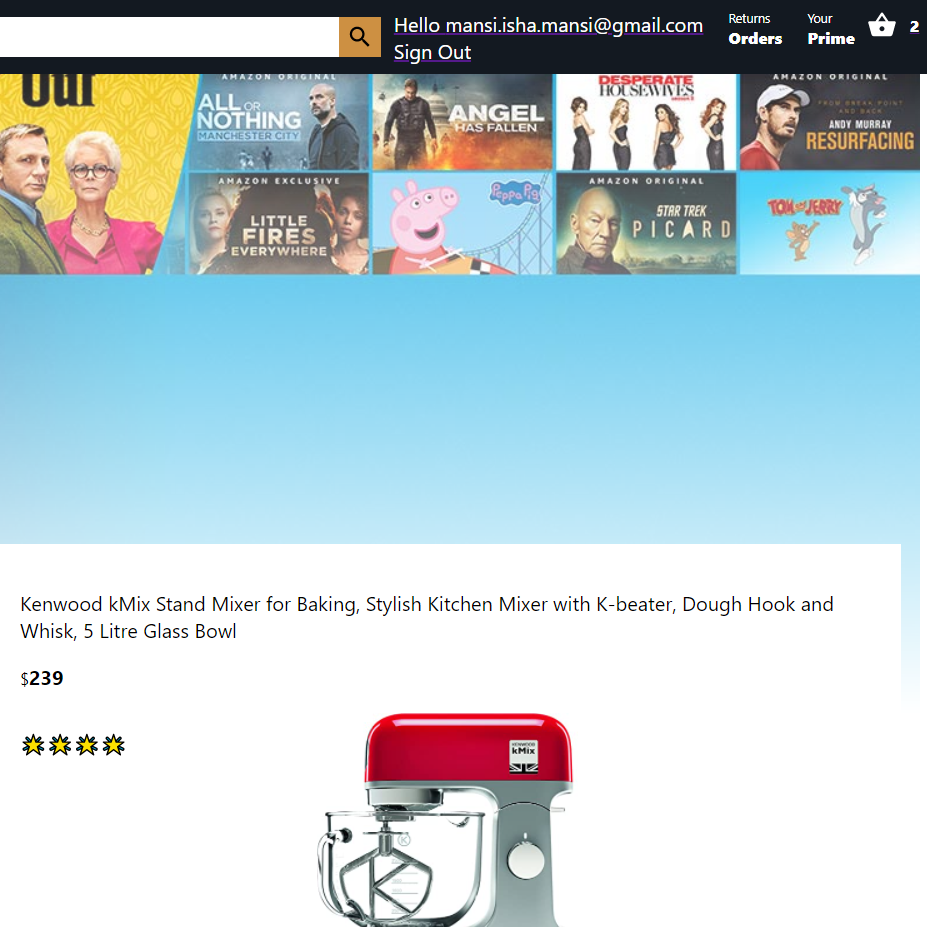 Hello mansi.isha.mansi@gmail.com
Sign Out
Returns
Orders
Your
Prime
2
Out
AMAZON ORIGINAL
ALL OR
NOTHING
MANCHESTER CITY
ANGEL
HAS FALLEN
DESPERATE
HOUSEWIVES
AMAZON ORIGINAL
FROM BREAK POINT
AND BACK
ANDY MURRAY
RESURFACING
AMAZON EXCLUSIVE
LITTLE
FIRES
EVERYWHERE
Peppa Pig
AMAZON ORIGINAL
STAR TREK
PICARD
TOM AND JERRY
Kenwood kMix Stand Mixer for Baking, Stylish Kitchen Mixer with K-beater, Dough Hook and
Whisk, 5 Litre Glass Bowl
$239
KENWOOD
kMix
K